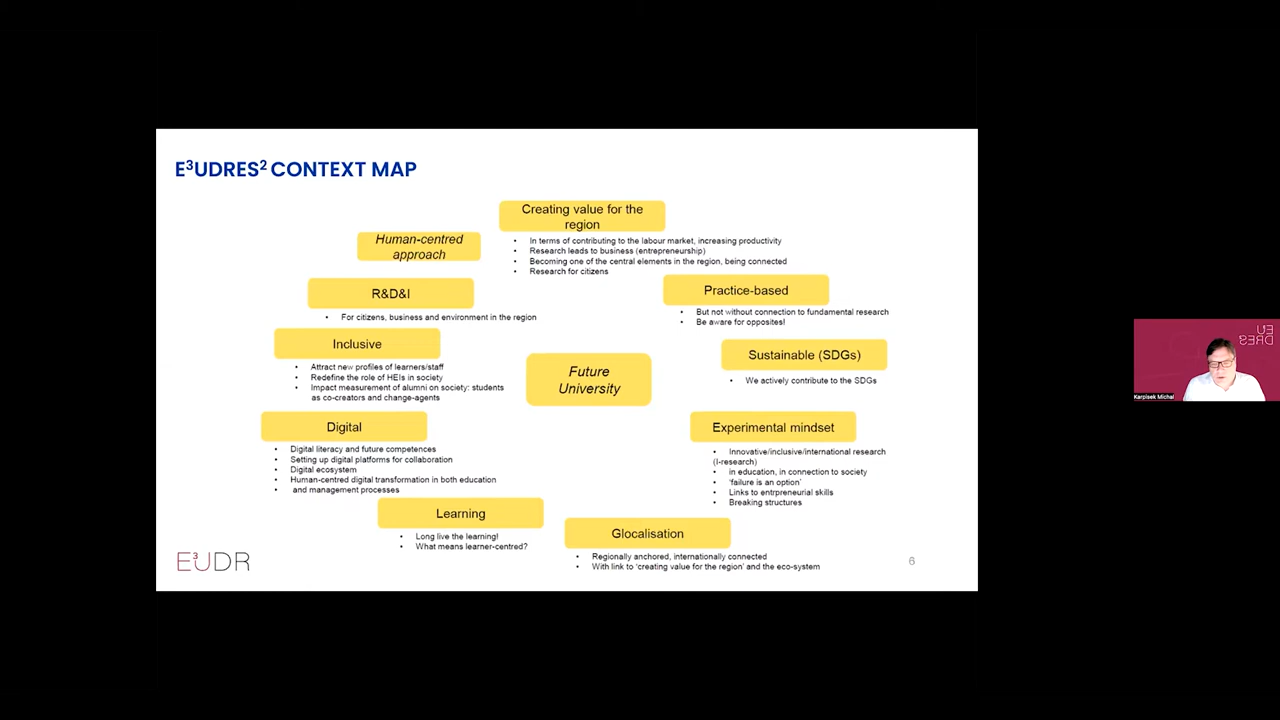 E³UDRES² CONTEXT MAP
Creating value for the
region
In terms of contributing to the labour market, increasing productivity
Research leads to business (entrepreneurship)
Becoming one of the central elements in the region, being connected
Research for citizens
Human-centred
approach
R&D&I
For citizens, business and environment in the region
Practice-based
But not without connection to fundamental research
Be aware for opposites!
Inclusive
Attract new profiles of learners/staff
Redefine the role of HEIs in society
Impact measurement of alumni on society: students
as co-creators and change-agents
Future
University
Sustainable (SDGs)
We actively contribute to the SDGs
Digital
Digital literacy and future competences
Setting up digital platforms for collaboration
Digital ecosystem
Human-centred digital transformation in both education
and management processes
Experimental mindset
Innovative/inclusive/international research
(I-research)
in education, in connection to society
'failure is an option'
Links to entrpreneurial skills
Breaking structures
Learning
Long live the learning!
What means learner-centred?
Glocalisation
Regionally anchored, internationally connected
With link to 'creating value for the region' and the eco-system
E³UDR
6
EU
DRES
Karpisek Michal